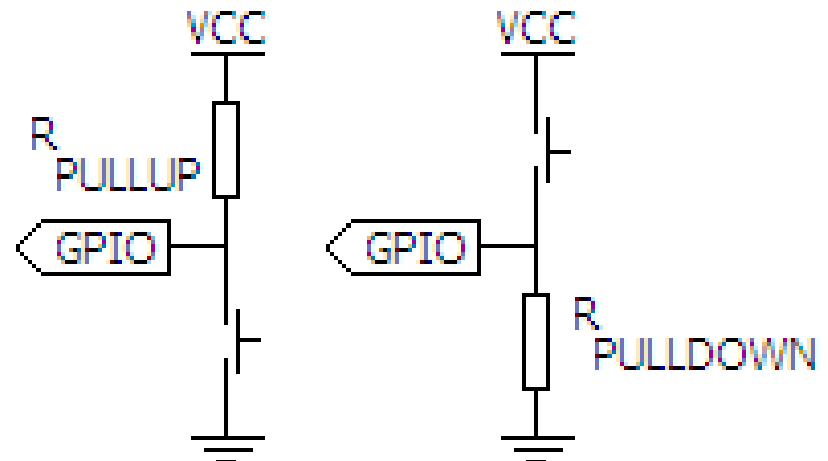 VCC
R
PULLUP
GPIO
VCC
GPIO
R
PULLDOWN